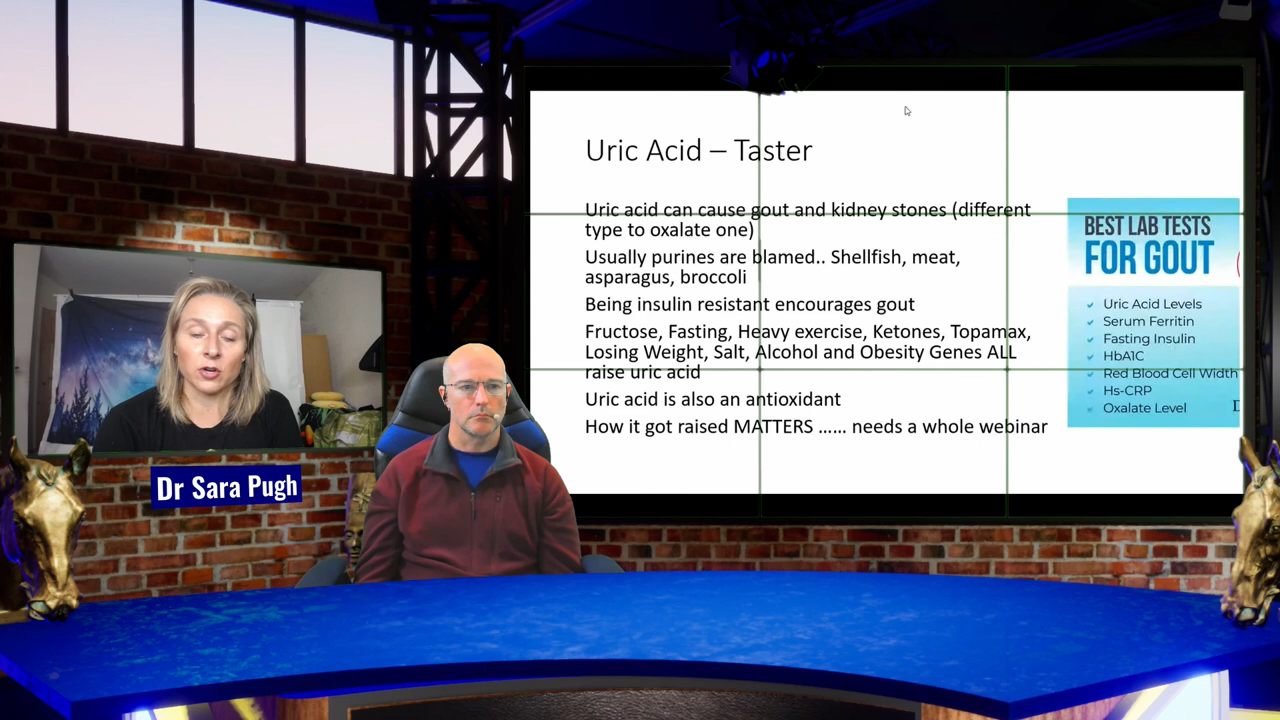 Uric Acid – Taster
Uric acid can cause gout and kidney stones (different
type to oxalate one)
Usually purines are blamed.. Shellfish, meat,
asparagus, broccoli
Being insulin resistant encourages gout
Fructose, Fasting, Heavy exercise, Ketones, Topamax,
Losing Weight, Salt, Alcohol and Obesity Genes ALL
raise uric acid
Uric acid is also an antioxidant
How it got raised MATTERS ...... needs a whole webinar
BEST LAB TESTS
FOR GOUT
Uric Acid Levels
Serum Ferritin
Fasting Insulin
HbA1C
Red Blood Cell Width
Hs-CRP
Oxalate Level
Dr Sara Pugh